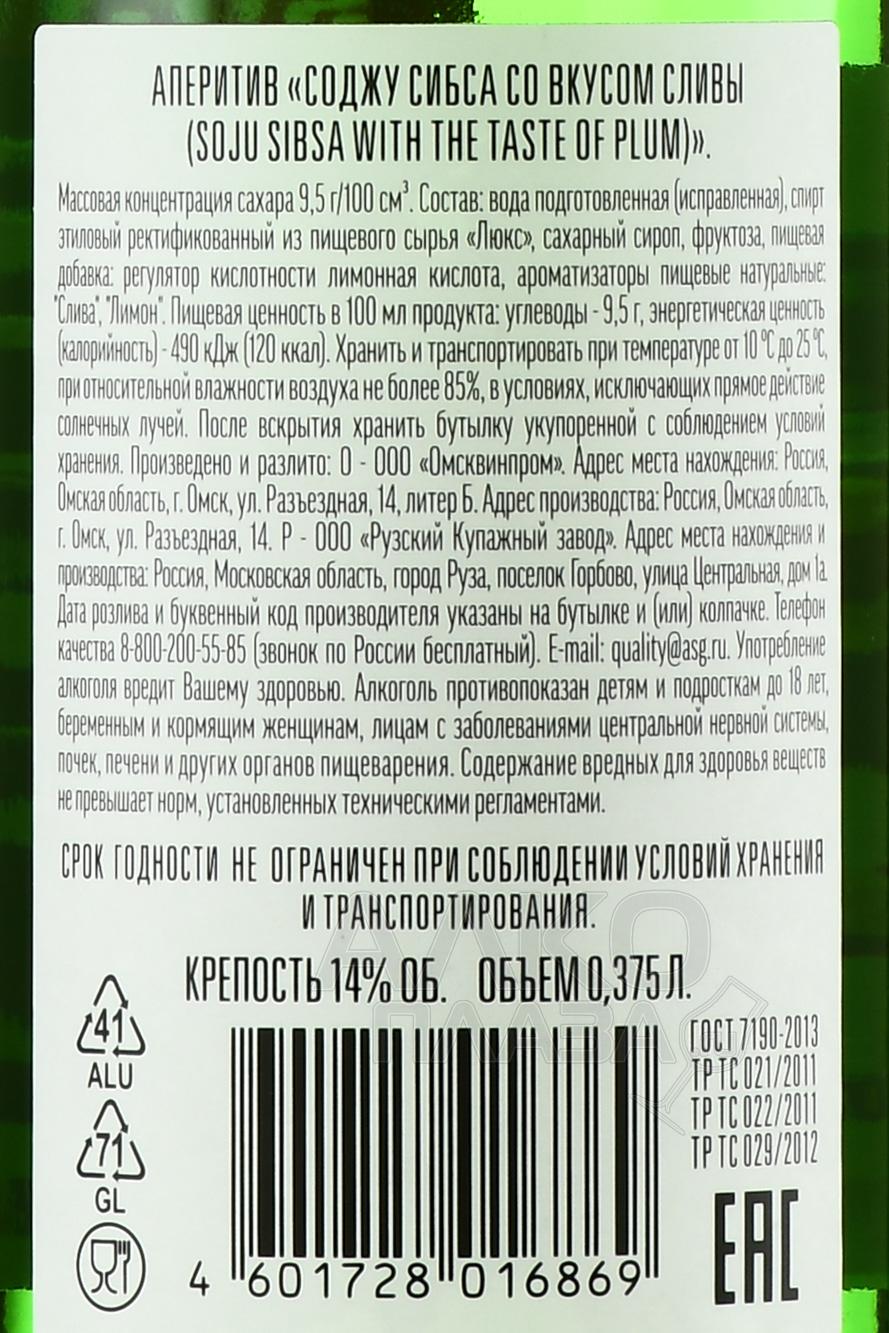 АПЕРИТИВ «СОДЖУ СИБСА СО ВКУСОМ СЛИВЫ
(SOJU SIBSA WITH THE TASTE OF PLUM)».
Массовая концентрация сахара 9,5 г/100 см³. Состав: вода подготовленная (исправленная), спирт
этиловый ректификованный из пищевого сырья «Люкс», сахарный сироп, фруктоза, пищевая
добавка: регулятор кислотности лимонная кислота, ароматизаторы пищевые натуральные:
"Слива", "Лимон". Пищевая ценность в 100 мл продукта: углеводы - 9,5 г, энергетическая ценность
(калорийность) - 490 кДж (120 ккал). Хранить и транспортировать при температуре от 10 °С до 25 °С,
при относительной влажности воздуха не более 85%, в условиях, исключающих прямое действие
солнечных лучей. После вскрытия хранить бутылку укупоренной с соблюдением условий
хранения. Произведено и разлито: О - ООО «Омсквинпром». Адрес места нахождения: Россия,
Омская область, г. Омск, ул. Разъездная, 14, литер Б. Адрес производства: Россия, Омская область,
г. Омск, ул. Разъездная, 14. Р - ООО «Рузский Купажный завод». Адрес места нахождения и
производства: Россия, Московская область, город Руза, поселок Горбово, улица Центральная, дом 1а.
Дата розлива и буквенный код производителя указаны на бутылке и (или) колпачке. Телефон
качества 8-800-200-55-85 (звонок по России бесплатный). E-mail: quality@asg.ru. Употребление
алкоголя вредит Вашему здоровью. Алкоголь противопоказан детям и подросткам до 18 лет,
беременным и кормящим женщинам, лицам с заболеваниями центральной нервной системы,
почек, печени и других органов пищеварения. Содержание вредных для здоровья веществ
не превышает норм, установленных техническими регламентами.
СРОК ГОДНОСТИ НЕ ОГРАНИЧЕН ПРИ СОБЛЮДЕНИИ УСЛОВИЙ ХРАНЕНИЯ
И ТРАНСПОРТИРОВАНИЯ.
АЛКО
ПЛАЗА
КРЕПОСТЬ 14% ОБ. ОБЪЕМ 0,375 Л.
41
ALU
71
GL
ГОСТ 7190-2013
ТР ТС 021/2011
ТР ТС 022/2011
ТР ТС 029/2012
EAC
4 601728 016869